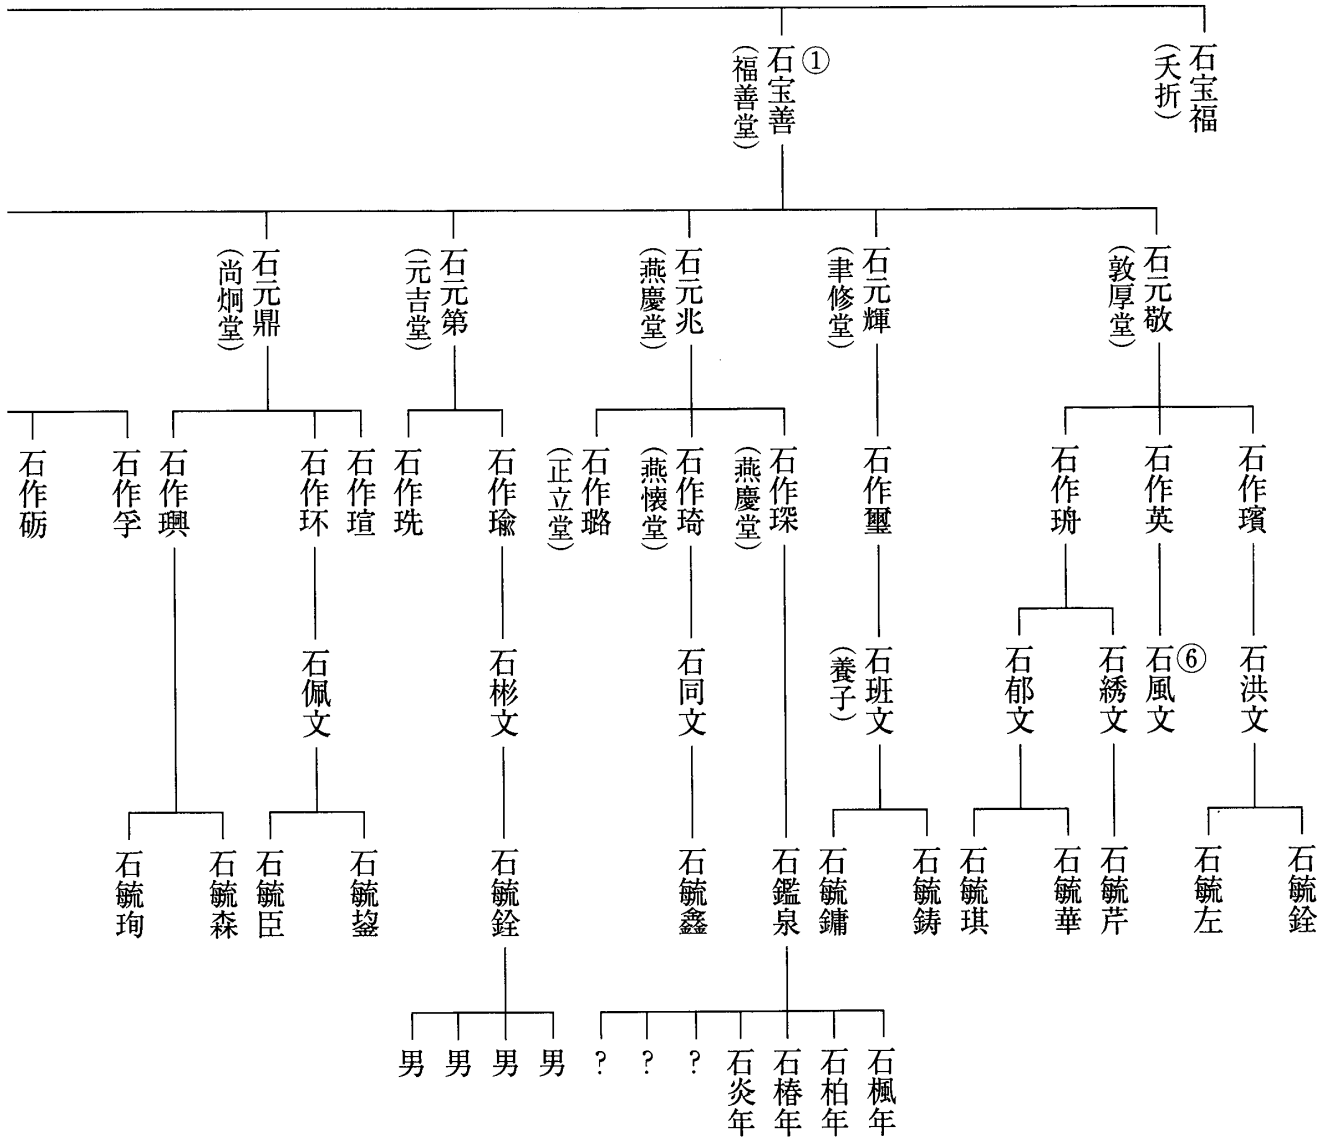 石宝福
(夭折)
①
石宝善
(福善堂)
石元敬
(敦厚堂)
石元輝
(聿修堂)
石元兆
(燕慶堂)
石元第
(元吉堂)
石元鼎
(尚炯堂)
石作璸
石作英
石作珘
石作璽
石作琛
(燕慶堂)
石作琦
(燕懐堂)
石作璐
(正立堂)
石作瑜
石作珗
石作瑄
石作环
石作璵
石作孚
石作砺
石洪文
⑥
石風文
石綉文
石郁文
石班文
(養子)
石同文
石彬文
石佩文
石毓銓
石毓左
石毓芹
石毓華
石毓琪
石毓鋳
石毓鏞
石鑑泉
石毓鑫
石毓銓
石毓鋆
石毓臣
石毓森
石毓珣
石楓年
石柏年
石椿年
石炎年
?
?
?
男
男
男
男